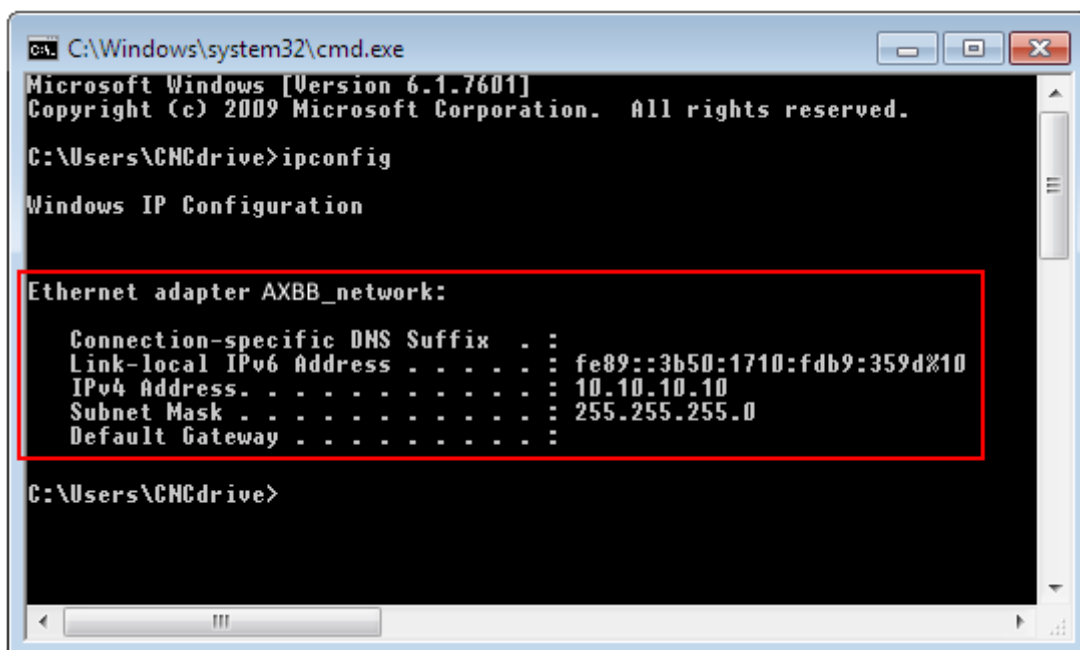 C:\Windows\system32\cmd.exe
Microsoft Windows [Version 6.1.7601]
Copyright (c) 2009 Microsoft Corporation.  All rights reserved.
C:\Users\CNCdrive>ipconfig
Windows IP Configuration
Ethernet adapter AXBB_network:
Connection-specific DNS Suffix  . :
Link-local IPv6 Address . . . . . : fe89::3b50:1710:fdb9:359d%10
IPv4 Address. . . . . . . . . . . : 10.10.10.10
Subnet Mask . . . . . . . . . . . : 255.255.255.0
Default Gateway . . . . . . . . . :
C:\Users\CNCdrive>